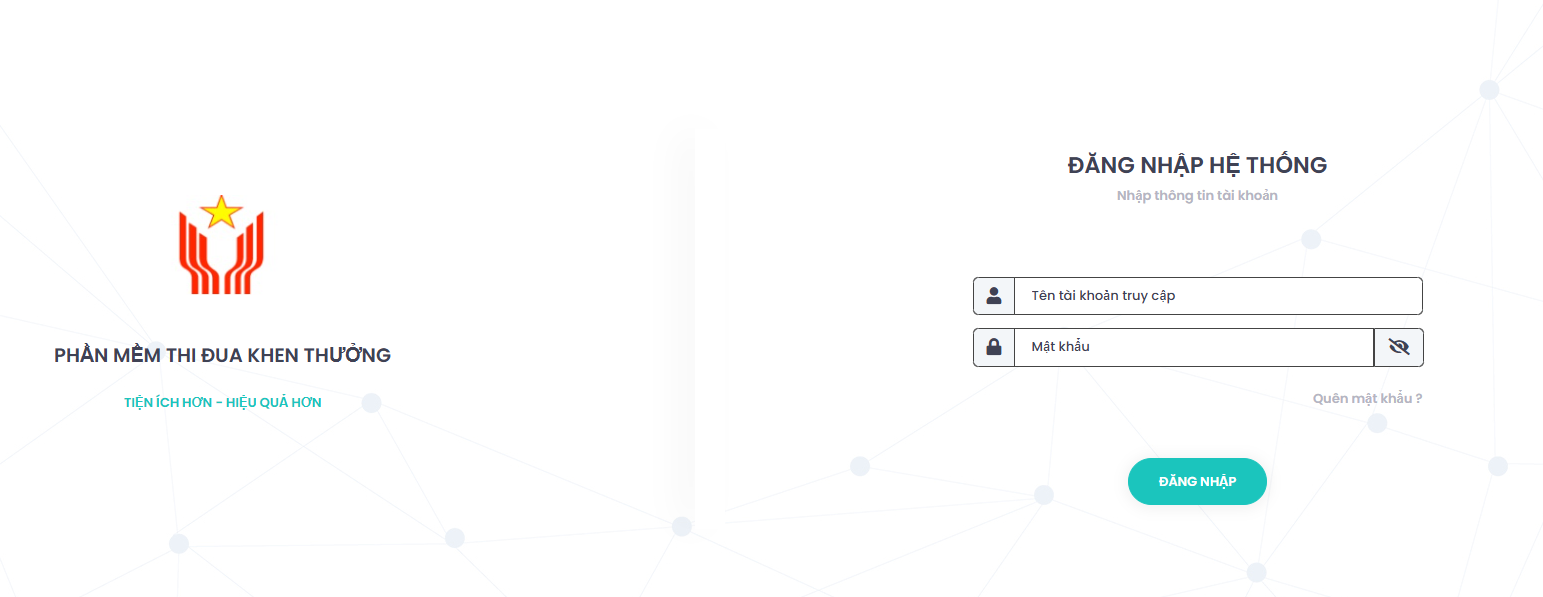 PHẦN MỀM THI ĐUA KHEN THƯỞNG
TIỆN ÍCH HƠN - HIỆU QUẢ HƠN
ĐĂNG NHẬP HỆ THỐNG
Nhập thông tin tài khoản
Tên tài khoản truy cập
Mật khẩu
Quên mật khẩu ?
ĐĂNG NHẬP